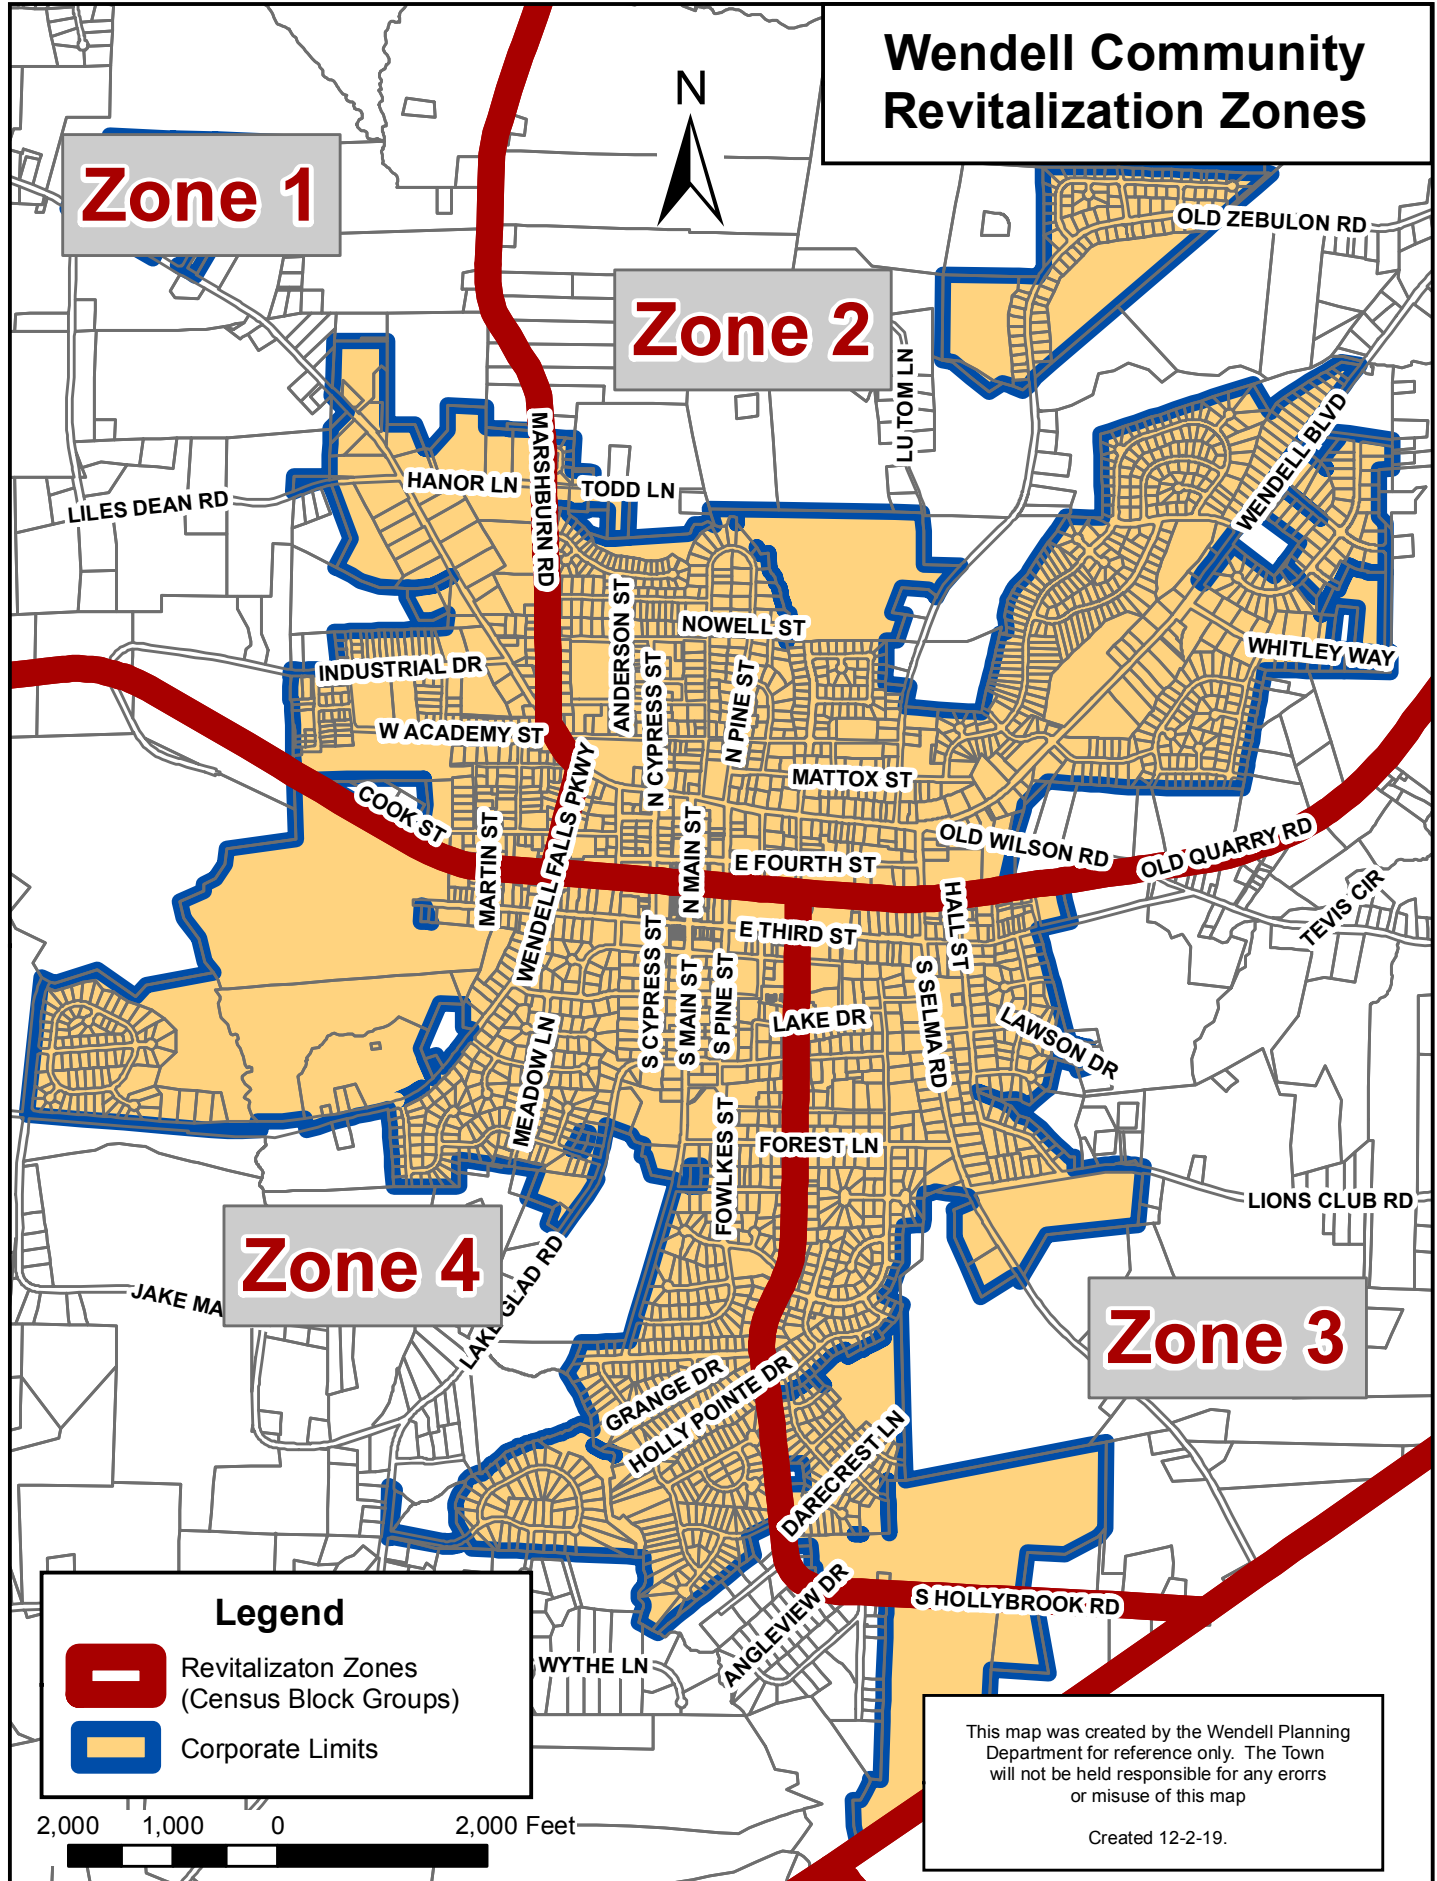 Wendell Community
Revitalization Zones
N
Zone 1
Zone 2
OLD ZEBULON RD
LU TOM LN
WENDELL BLVD
MARSHBURN RD
HANOR LN
TODD LN
LILES DEAN RD
ANDERSON ST
NOWELL ST
WHITLEY WAY
INDUSTRIAL DR
N CYPRESS ST
N PINE ST
W ACADEMY ST
WENDELL FALLS PKWY
MATTOX ST
COOK ST
MARTIN ST
N MAIN ST
OLD WILSON RD
OLD QUARRY RD
E FOURTH ST
TEVIS CIR
HALL ST
E THIRD ST
S CYPRESS ST
S MAIN ST
S PINE ST
S SELMA RD
LAKE DR
LAWSON DR
MEADOW LN
FOWLKES ST
FOREST LN
LIONS CLUB RD
Zone 4
JAKE MA
LAKE GLAD RD
Zone 3
GRANGE DR
HOLLY POINTE DR
DARECREST LN
ANGLEVIEW DR
S HOLLYBROOK RD
WYTHE LN
Legend
Revitalizaton Zones
(Census Block Groups)
Corporate Limits
2,000 1,000 0 2,000 Feet
This map was created by the Wendell Planning
Department for reference only. The Town
will not be held responsible for any erorrs
or misuse of this map
Created 12-2-19.